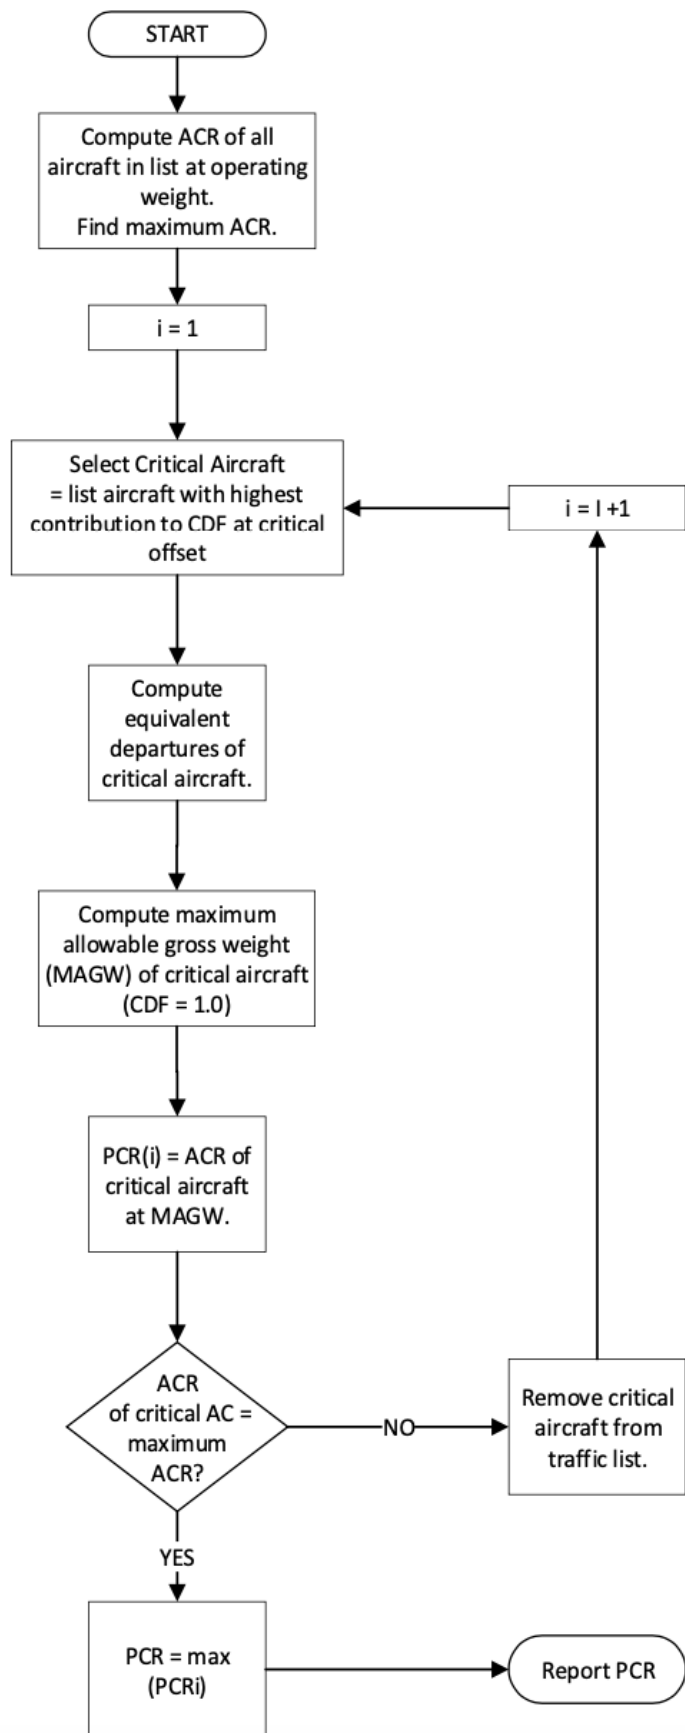 START
Compute ACR of all
aircraft in list at operating
weight.
Find maximum ACR.
i = 1
Select Critical Aircraft
= list aircraft with highest
contribution to CDF at critical
offset
i = I +1
Compute
equivalent
departures of
critical aircraft.
Compute maximum
allowable gross weight
(MAGW) of critical aircraft
(CDF = 1.0)
PCR(i) = ACR of
critical aircraft
at MAGW.
ACR
of critical AC =
maximum
ACR?
NO
Remove critical
aircraft from
traffic list.
YES
PCR = max
(PCRi)
Report PCR